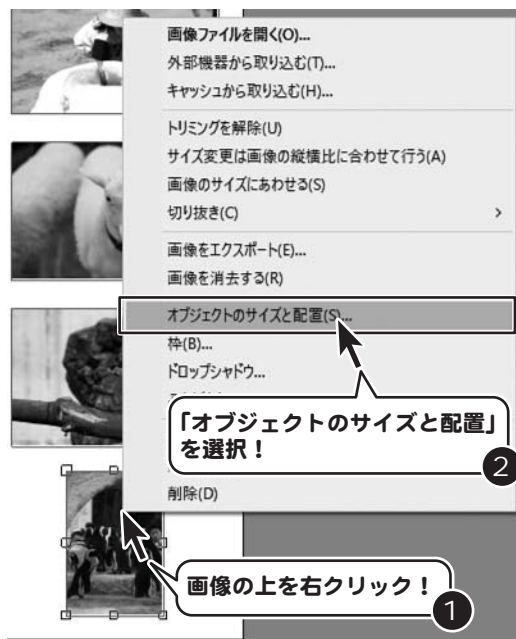 画像ファイルを開く(O)...
外部機器から取り込む(T)...
キャッシュから取り込む(H)...
トリミングを解除(U)
サイズ変更は画像の縦横比に合わせて行う(A)
画像のサイズにあわせる(S)
切り抜き(C)
画像をエクスポート(E)...
画像を消去する(R)
オブジェクトのサイズと配置(S)...
枠(B)...
ドロップシャドウ...
「オブジェクトのサイズと配置」
を選択！
2
削除(D)
画像の上を右クリック！
1